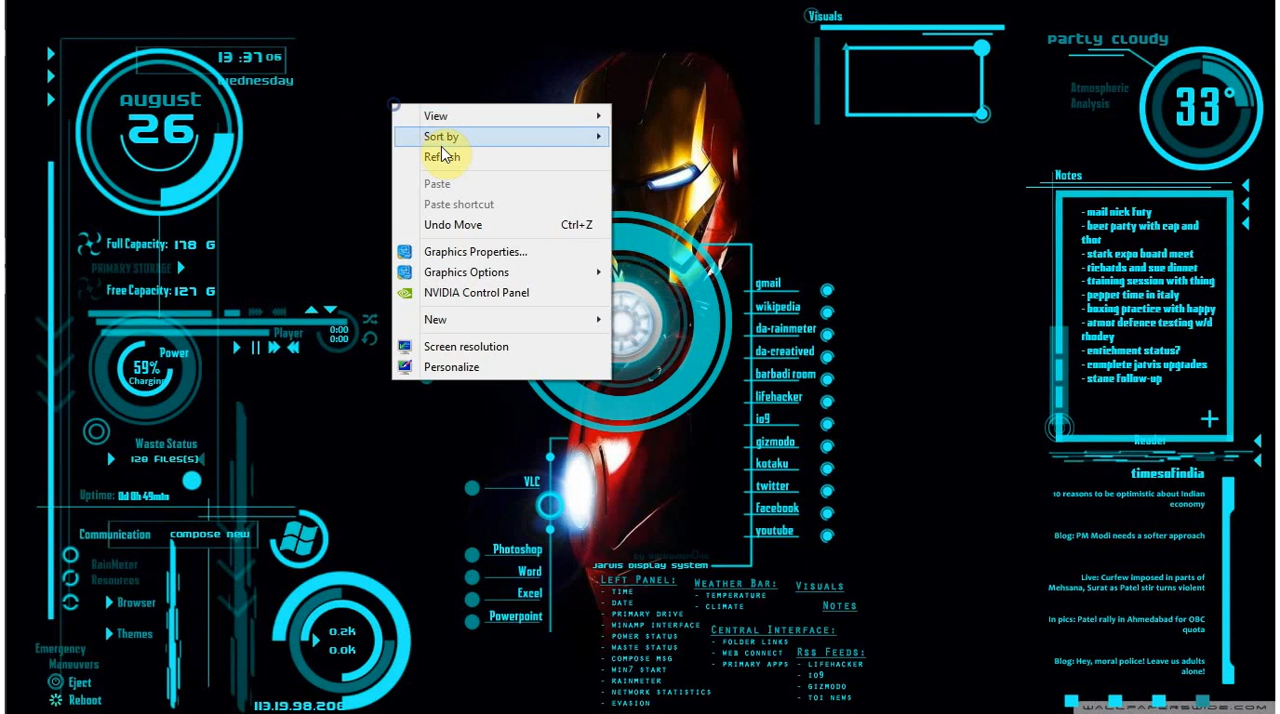 13 :37 06
wednesday
August
26
Full Capacity: 178 G
PRIMARY STORAGE
Free Capacity: 127 G
Player
0:00
0:00
Power
59%
Charging
Waste Status
128 FILES(S)
Uptime: 0d 0h 49min
Communication
compose new
RainMeter
Resources
Browser
Themes
Emergency
Maneuvers
Eject
Reboot
0.2k
0.0k
View
Sort by
Refresh
Paste
Paste shortcut
Undo Move Ctrl+Z
Graphics Properties...
Graphics Options
NVIDIA Control Panel
New
Screen resolution
Personalize
gmail
wikipedia
da-rainmeter
da-creatived
barbadi room
lifehacker
io9
gizmodo
kotaku
twitter
facebook
youtube
VLC
Photoshop
Word
Excel
Powerpoint
Jarvis Display System
LEFT PANEL:
- TIME
- DATE
- PRIMARY DRIVE
- WINAMP INTERFACE
- POWER STATUS
- WASTE STATUS
- COMPOSE MSG
- WIN7 START
- RAINMETER
- NETWORK STATISTICS
- EVASION
WEATHER BAR:
- TEMPERATURE
- CLIMATE
CENTRAL INTERFACE:
- FOLDER LINKS
- WEB CONNECT
- PRIMARY APPS
VISUALS
NOTES
RSS FEEDS:
- LIFEHACKER
- IO9
- GIZMODO
- TOI NEWS
Visuals
partly cloudy
Atmospheric
Analysis
33°
Notes
- mail nick fury
- beer party with cap and
thor
- stark expo board meet
- richards and sue dinner
- training session with thing
- pepper time in italy
- boxing practice with happy
- armor defence testing w/d
rhodey
- enrichment status?
- complete jarvis upgrades
- stane follow-up
Reader
timesofindia
10 reasons to be optimistic about Indian
economy
Blog: PM Modi needs a softer approach
Live: Curfew imposed in parts of
Mehsana, Surat as Patel stir turns violent
In pics: Patel rally in Ahmedabad for OBC
quota
Blog: Hey, moral police! Leave us adults
alone!
WALLPAPERSWIDE.COM